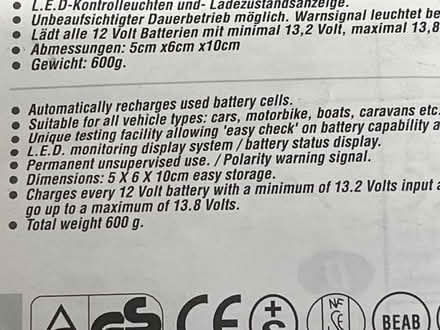 L.E.D-Kontrolleuchten und- Ladezustandsanzeige.
Unbeaufsichtigter Dauerbetrieb möglich. Warnsignal leuchtet be
Lädt alle 12 Volt Batterien mit minimal 13,2 Volt, maximal 13,8
Abmessungen: 5cm x6cm x10cm
Gewicht: 600g.
Automatically recharges used battery cells.
Suitable for all vehicle types: cars, motorbike, boats, caravans etc.
Unique testing facility allowing 'easy check' on battery capability a
L.E.D. monitoring display system / battery status display.
Permanent unsupervised use. / Polarity warning signal.
Dimensions: 5 X 6 X 10cm easy storage.
Charges every 12 Volt battery with a minimum of 13.2 Volts input a
go up to a maximum of 13.8 Volts.
Total weight 600 g.
GS CE +S NF BEAB